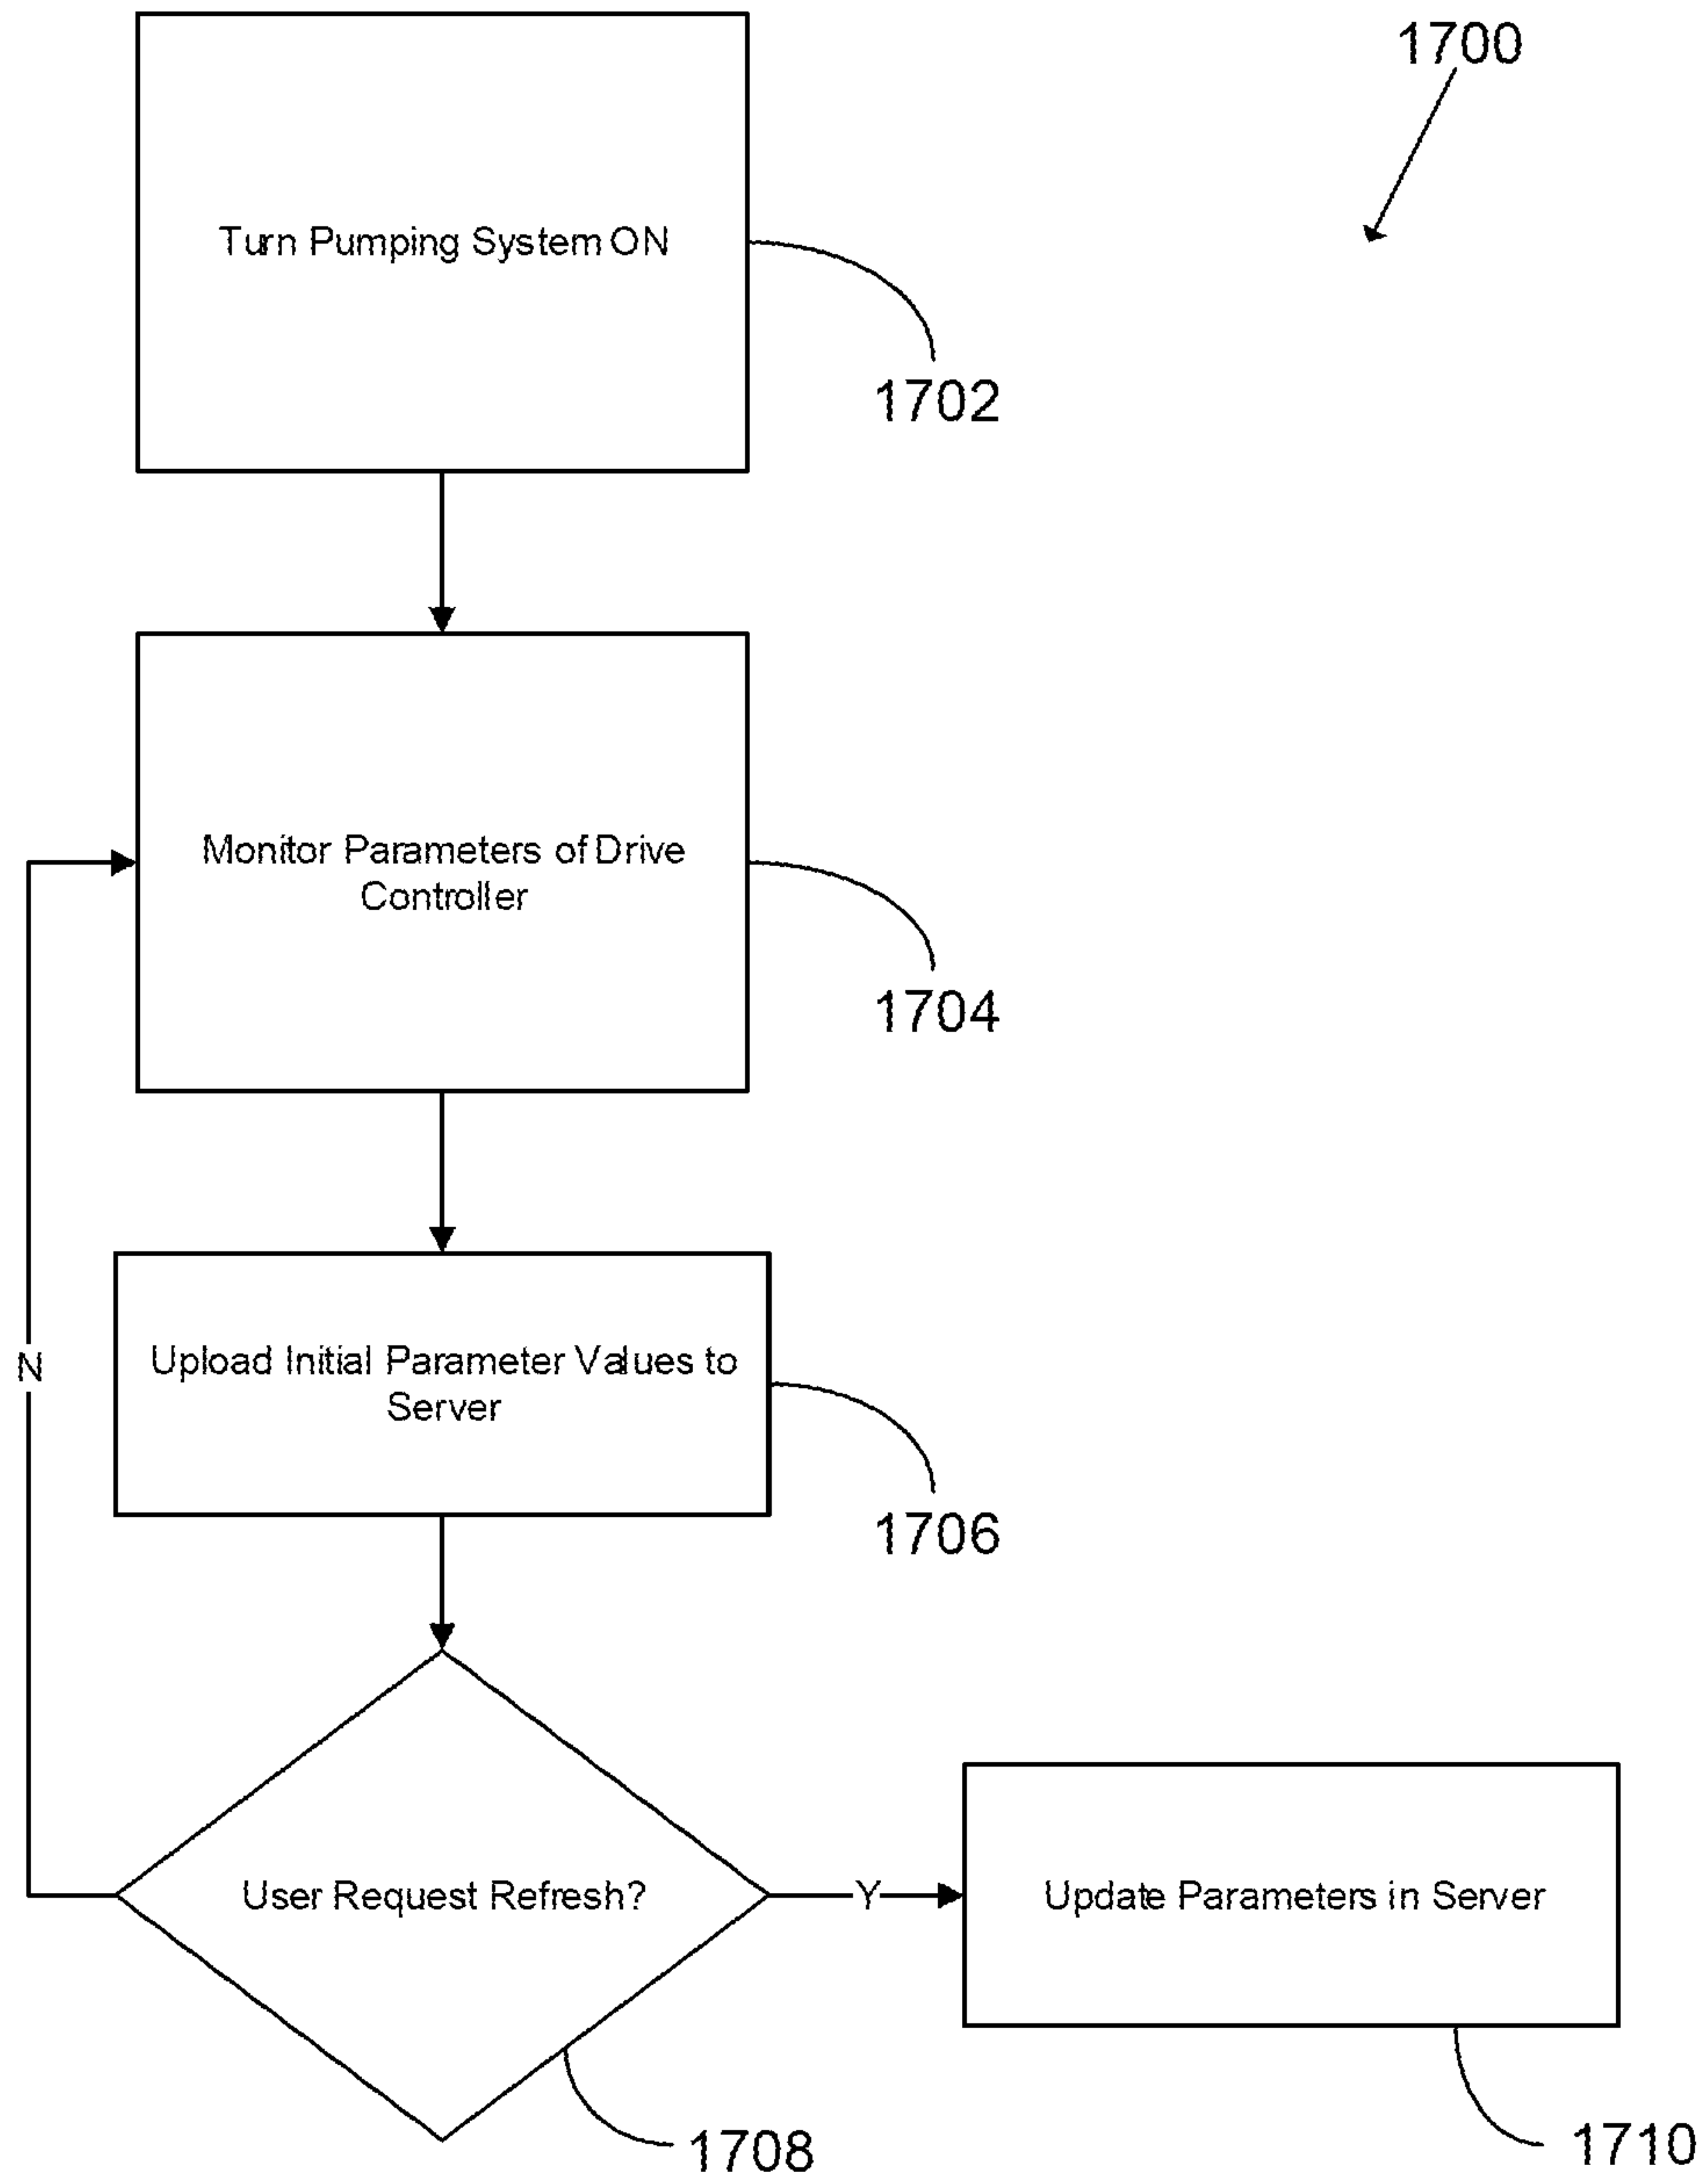 1700
Turn Pumping System ON
1702
Monitor Parameters of Drive
Controller
1704
Upload Initial Parameter Values to
Server
N
1706
User Request Refresh?
Y
Update Parameters in Server
1708
1710